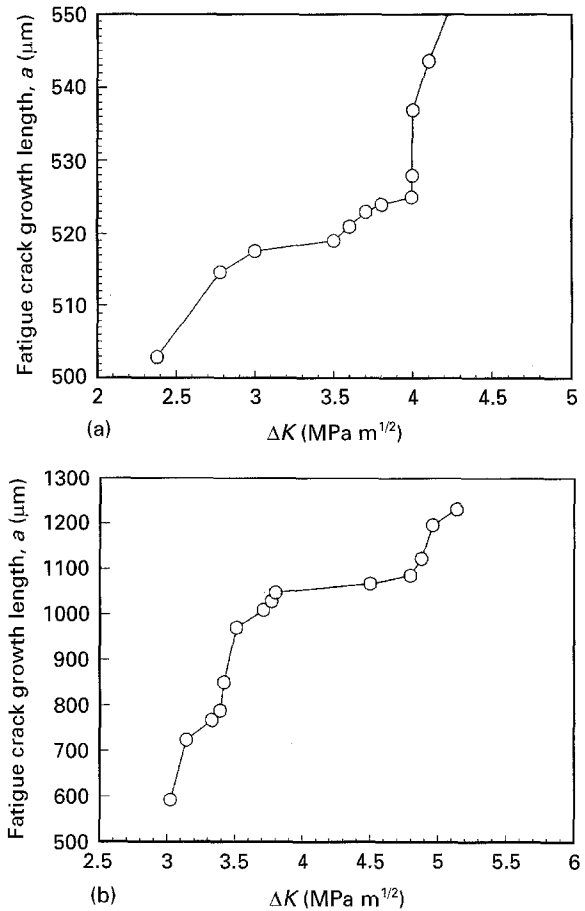 550
540
530
520
510
500
Fatigue crack growth length, a (μm)
2 2.5 3 3.5 4 4.5 5
(a)
ΔK (MPa m1/2)
1300
1200
1100
1000
900
800
700
600
500
Fatigue crack growth length, a (μm)
2.5 3 3.5 4 4.5 5 5.5 6
(b)
ΔK (MPa m1/2)